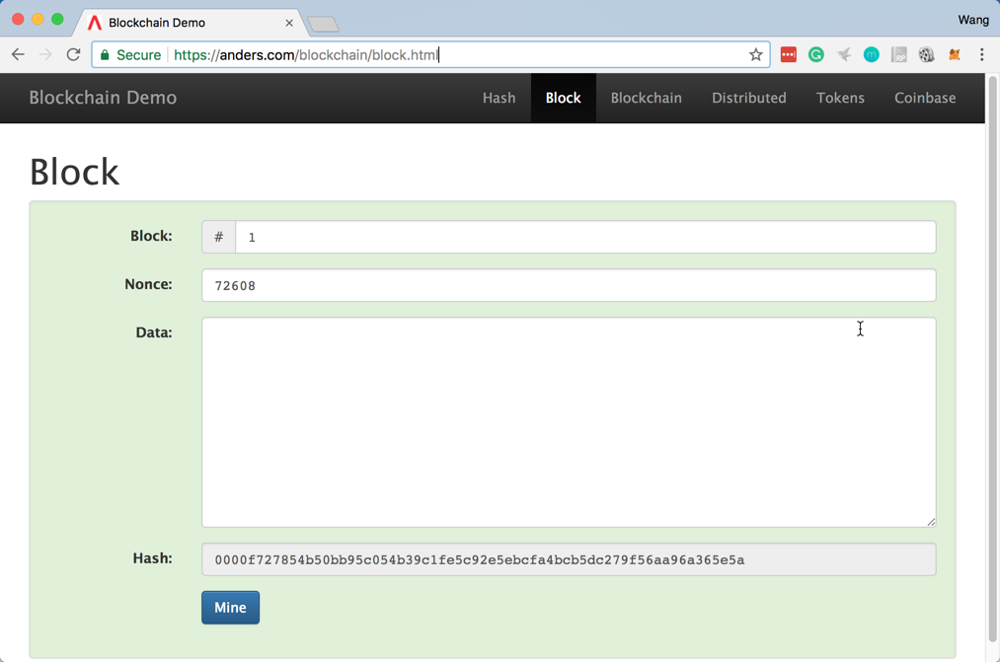 Blockchain Demo
Wang
Secure https://anders.com/blockchain/block.html
Blockchain Demo Hash Block Blockchain Distributed Tokens Coinbase
Block
Block: # 1
Nonce: 72608
Data:
Hash: 0000f727854b50bb95c054b39c1fe5c92e5ebcfa4bcb5dc279f56aa96a365e5a
Mine